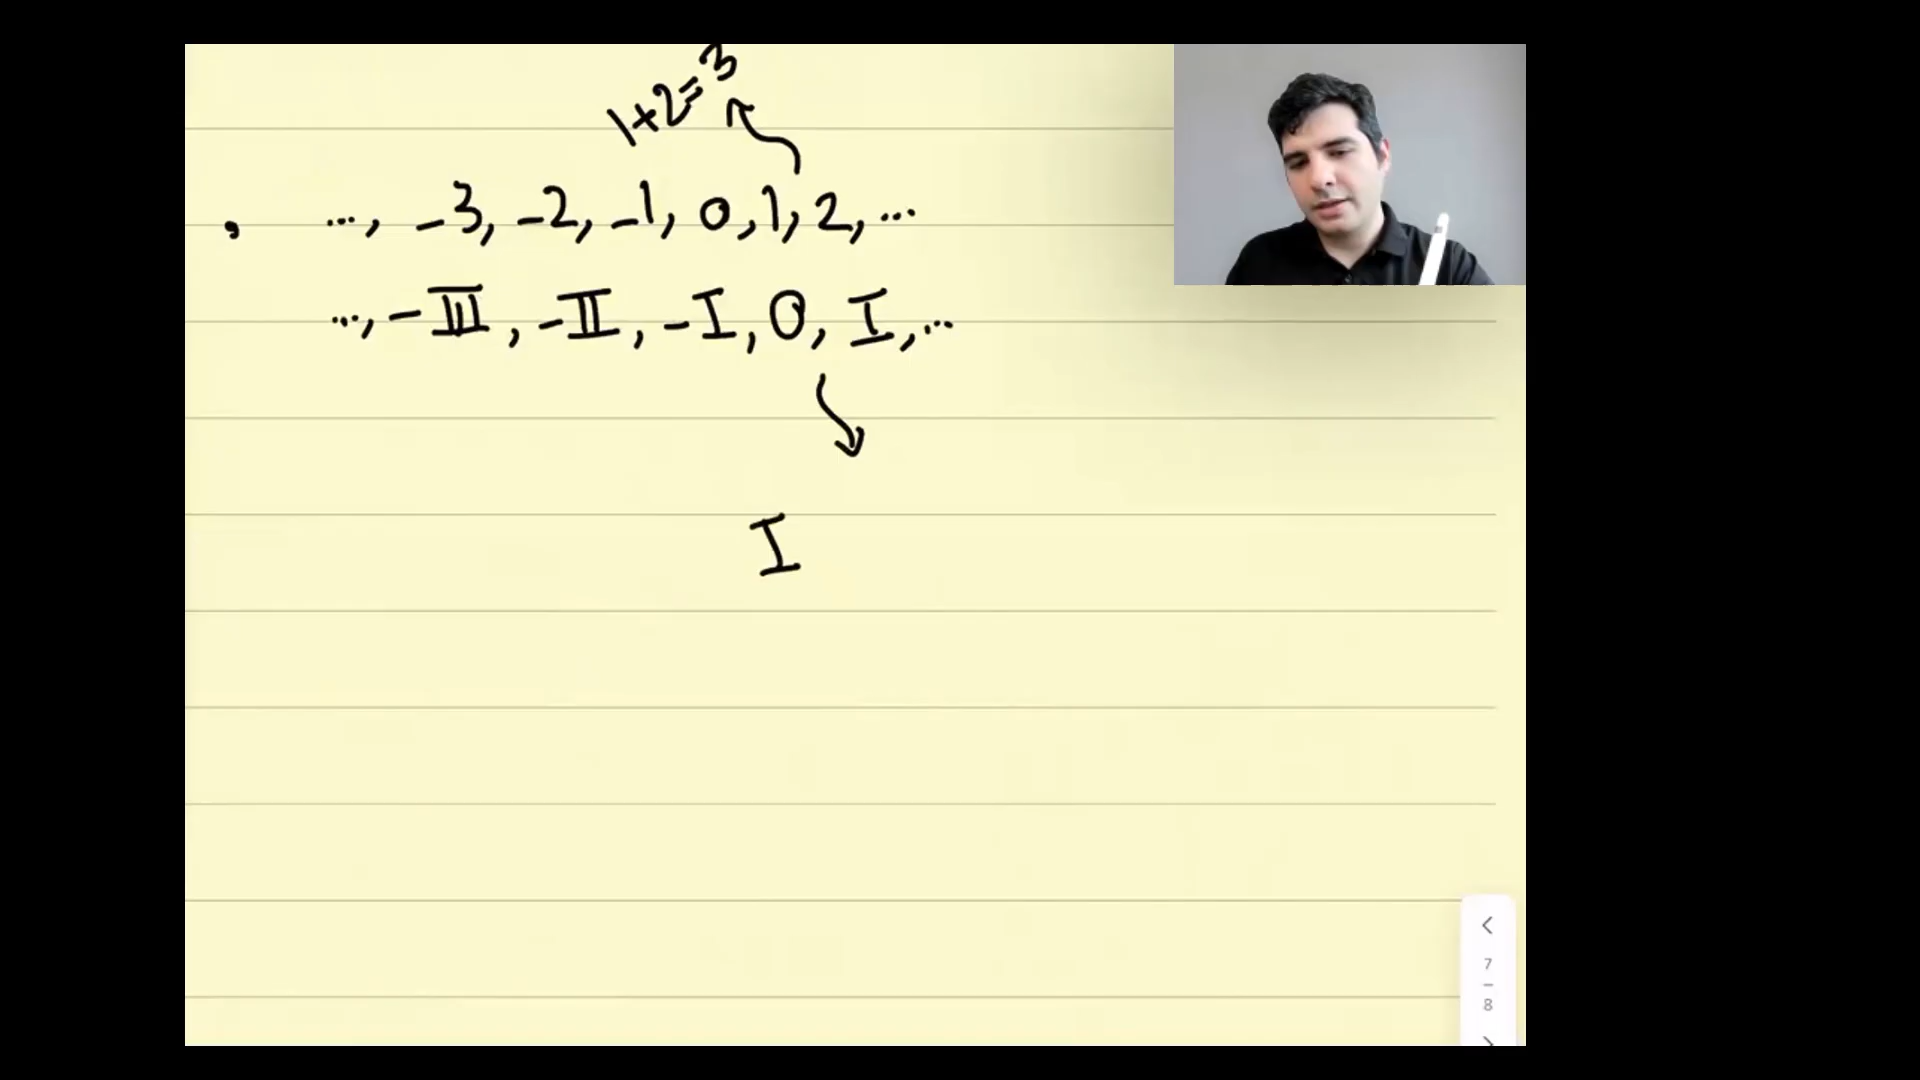 1+2=3
..., -3, -2, -1, 0, 1, 2, ...
..., -III, -II, -I, 0, I, ...
I
7
8